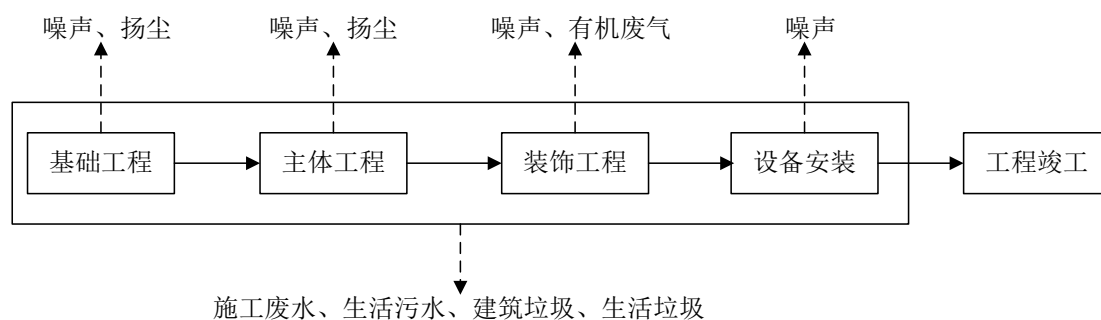 噪声、扬尘
噪声、扬尘
噪声、有机废气
噪声
基础工程
主体工程
装饰工程
设备安装
工程竣工
施工废水、生活污水、建筑垃圾、生活垃圾